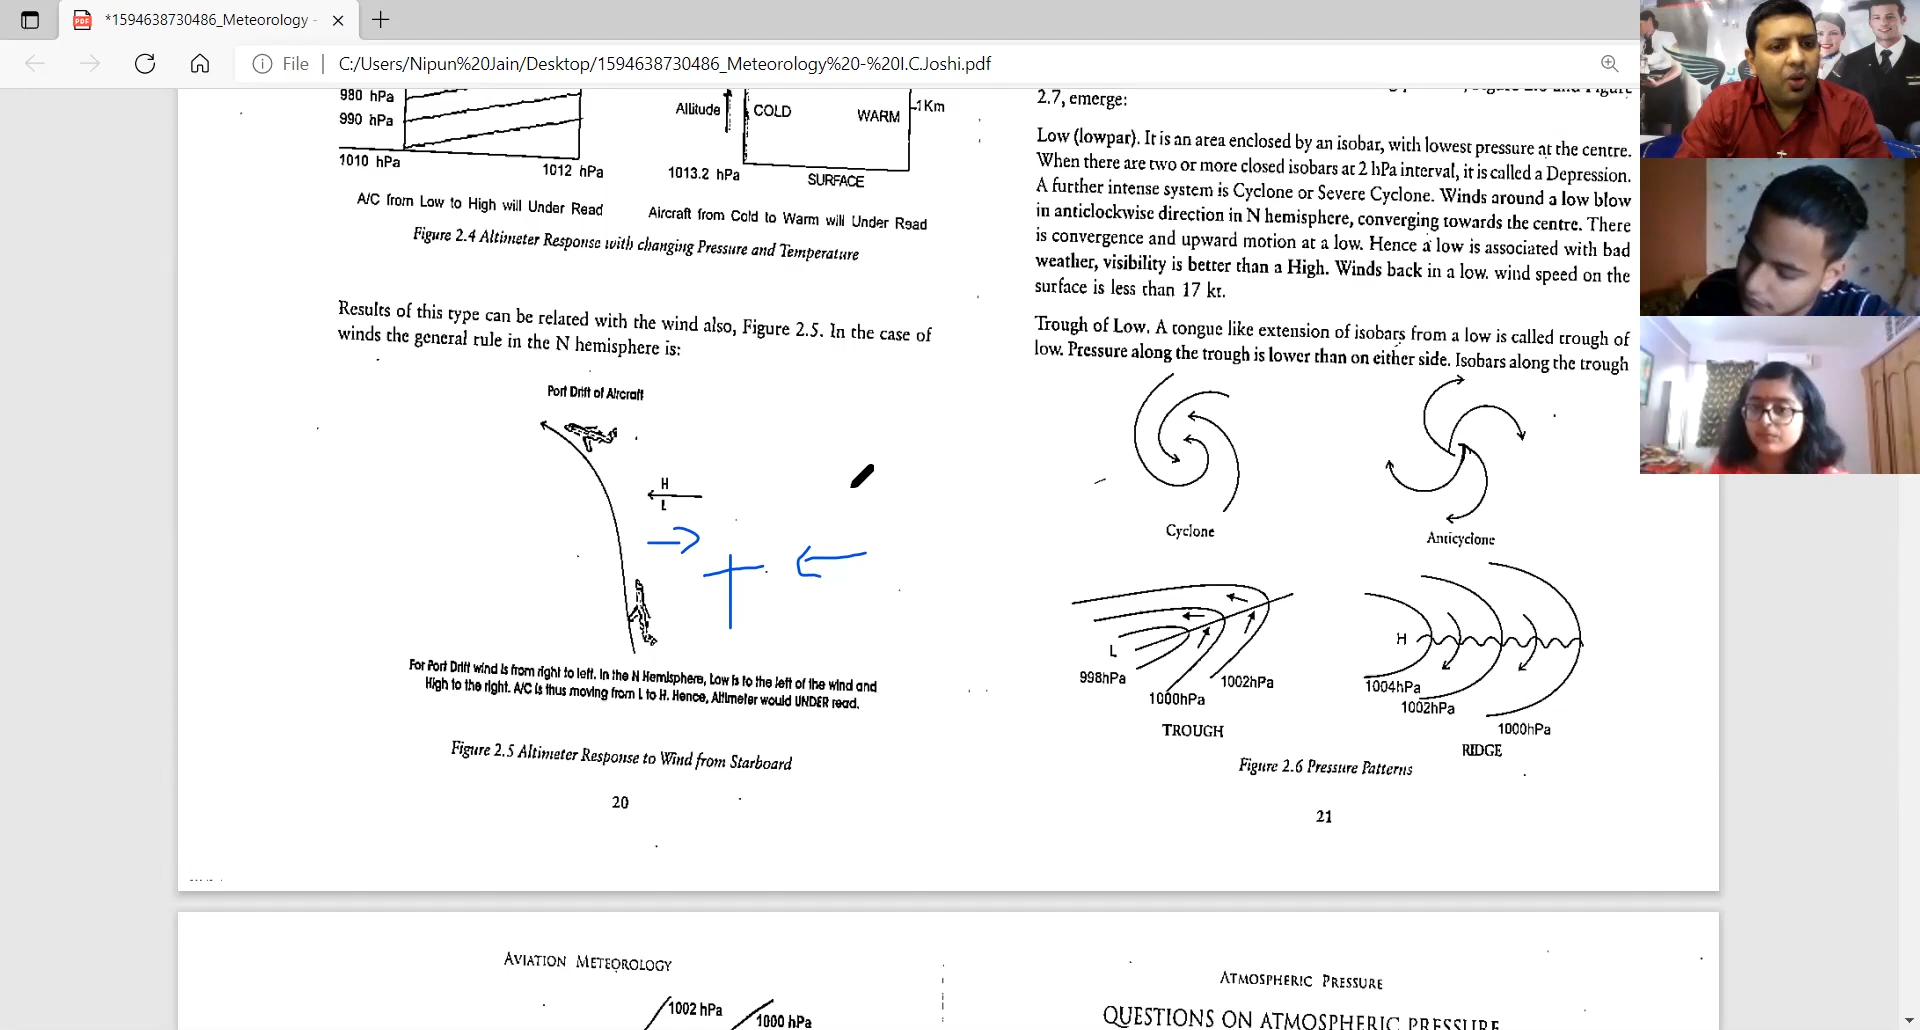 *1594638730486_Meteorology -
File
C:/Users/Nipun%20Jain/Desktop/1594638730486_Meteorology%20-%20I.C.Joshi.pdf
980 hPa
990 hPa
1010 hPa
1012 hPa
A/C from Low to High will Under Read
Altitude
COLD
WARM
1Km
1013.2 hPa
SURFACE
Aircraft from Cold to Warm will Under Read
Figure 2.4 Altimeter Response with changing Pressure and Temperature
Results of this type can be related with the wind also, Figure 2.5. In the case of
winds the general rule in the N hemisphere is:
Port Drift of Aircraft
H
L
For Port Drift wind is from right to left. In the N Hemisphere, Low is to the left of the wind and
High to the right. A/C is thus moving from L to H. Hence, Altimeter would UNDER read.
Figure 2.5 Altimeter Response to Wind from Starboard
20
2.7, emerge:
Low (lowpar). It is an area enclosed by an isobar, with lowest pressure at the centre.
When there are two or more closed isobars at 2 hPa interval, it is called a Depression.
A further intense system is Cyclone or Severe Cyclone. Winds around a low blow
in anticlockwise direction in N hemisphere, converging towards the centre. There
is convergence and upward motion at a low. Hence a low is associated with bad
weather, visibility is better than a High. Winds back in a low. wind speed on the
surface is less than 17 kt.
Trough of Low. A tongue like extension of isobars from a low is called trough of
low. Pressure along the trough is lower than on either side. Isobars along the trough
Cyclone
Anticyclone
L
998hPa
1000hPa
1002hPa
TROUGH
H
1004hPa
1002hPa
1000hPa
RIDGE
Figure 2.6 Pressure Patterns
21
AVIATION METEOROLOGY
1002 hPa
1000 hPa
ATMOSPHERIC PRESSURE
QUESTIONS ON ATMOSPHERIC PRESSURE